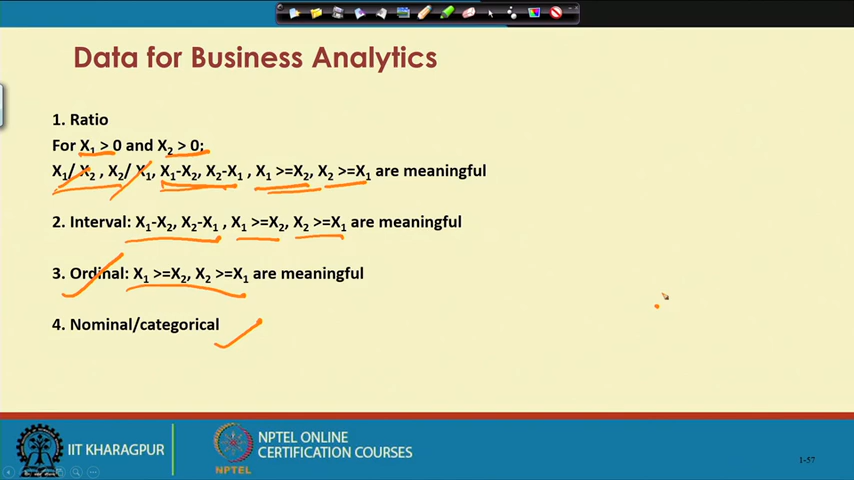 Data for Business Analytics
1. Ratio
For X₁ > 0 and X₂ > 0;
X₁/ X₂ , X₂/ X₁, X₁-X₂, X₂-X₁ , X₁ >=X₂, X₂ >=X₁ are meaningful
2. Interval: X₁-X₂, X₂-X₁ , X₁ >=X₂, X₂ >=X₁ are meaningful
3. Ordinal: X₁ >=X₂, X₂ >=X₁ are meaningful
4. Nominal/categorical
IIT KHARAGPUR
NPTEL
NPTEL ONLINE
CERTIFICATION COURSES
1-57